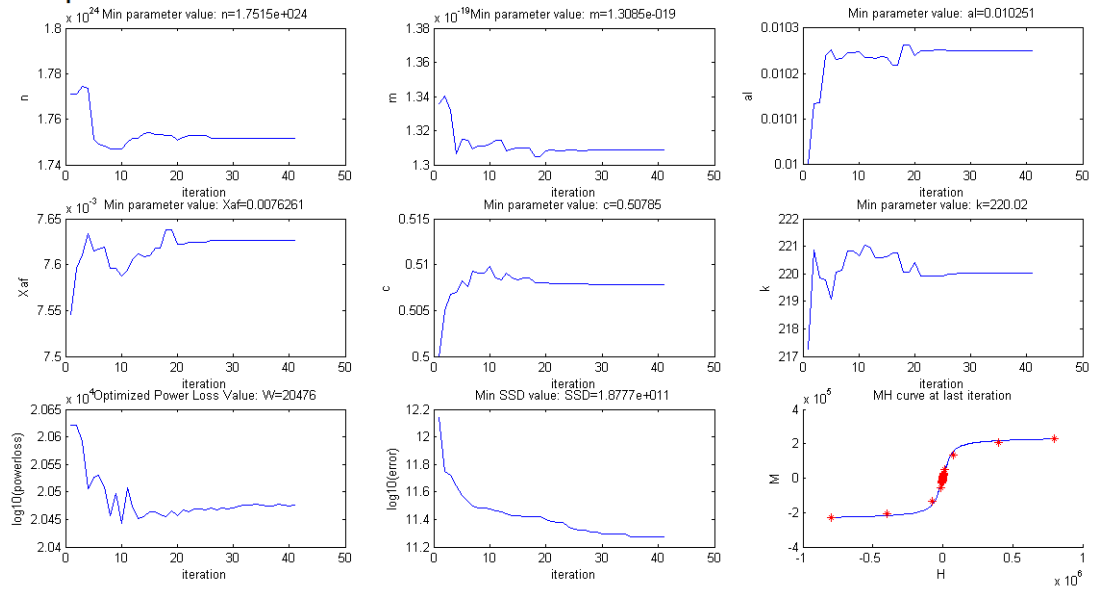 x 10^24 Min parameter value: n=1.7515e+024
1.8
1.78
1.76
1.74
n
0 10 20 30 40 50
iteration
x 10^-19 Min parameter value: m=1.3085e-019
1.38
1.36
1.34
1.32
1.3
m
0 10 20 30 40 50
iteration
Min parameter value: al=0.010251
0.0103
0.0102
0.0101
0.01
al
0 10 20 30 40 50
iteration
x 10^-3 Min parameter value: Xaf=0.0076261
7.65
7.6
7.55
7.5
Xaf
0 10 20 30 40 50
iteration
Min parameter value: c=0.50785
0.515
0.51
0.505
0.5
c
0 10 20 30 40 50
iteration
Min parameter value: k=220.02
222
221
220
219
218
217
k
0 10 20 30 40 50
iteration
x 10^4 Optimized Power Loss Value: W=20476
2.065
2.06
2.055
2.05
2.045
2.04
log10(powerloss)
0 10 20 30 40 50
iteration
Min SSD value: SSD=1.8777e+011
12.2
12
11.8
11.6
11.4
11.2
log10(error)
0 10 20 30 40 50
iteration
MH curve at last iteration
x 10^5
4
2
0
-2
-4
M
-1 -0.5 0 0.5 1
H
x 10^6